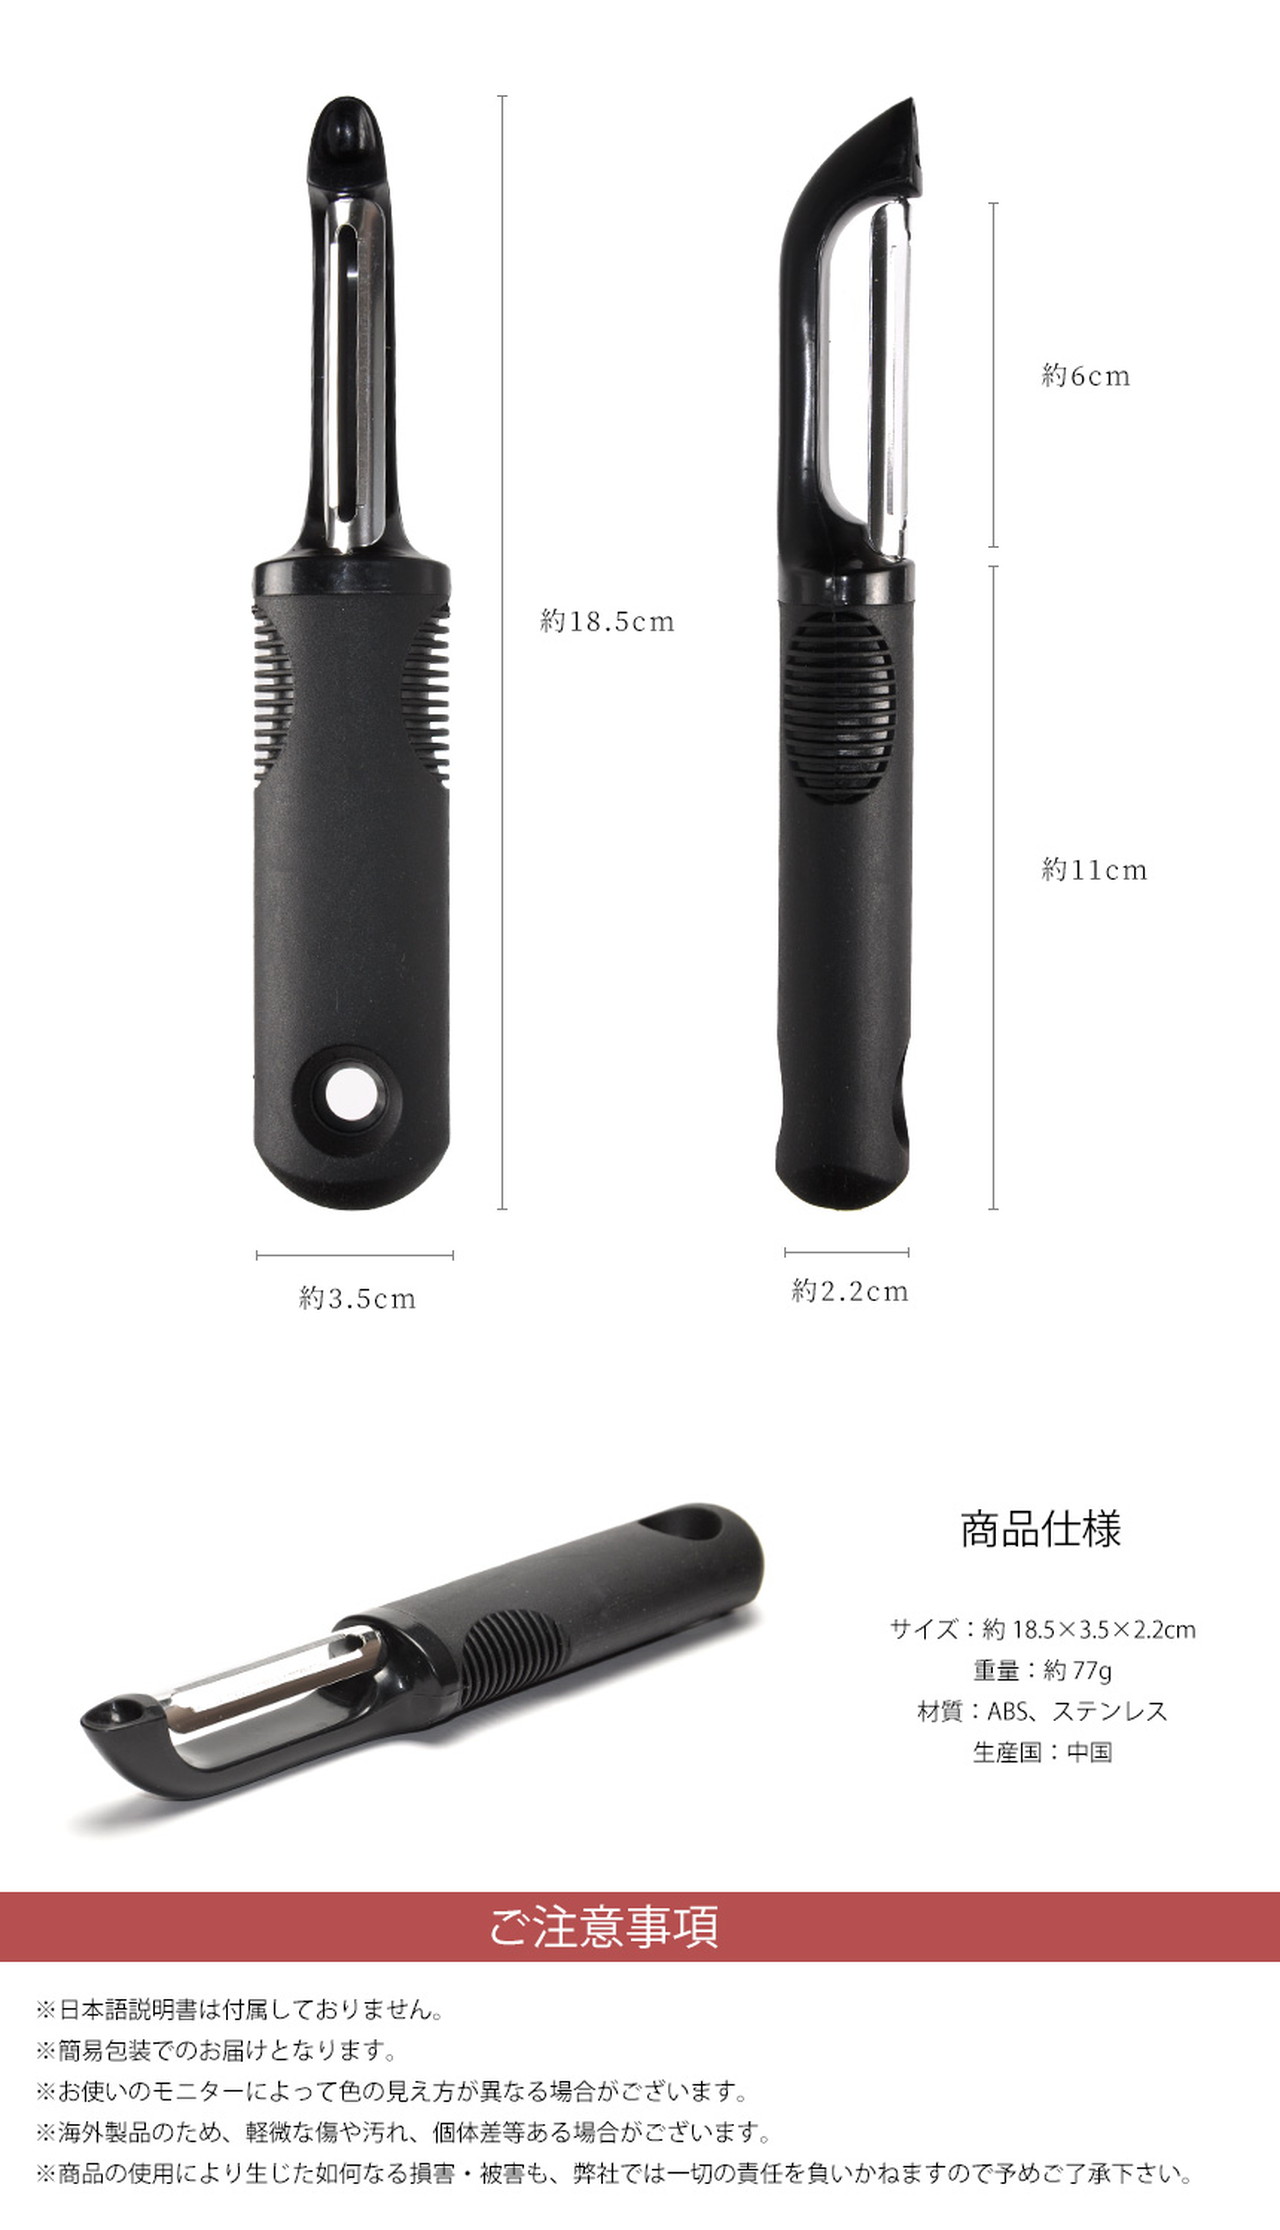 約6cm
約18.5cm
約11cm
約3.5cm
約2.2cm
商品仕様
サイズ：約 18.5×3.5×2.2cm
重量：約 77g
材質：ABS、ステンレス
生産国：中国
ご注意事項
※日本語説明書は付属しておりません。
※簡易包装でのお届けとなります。
※お使いのモニターによって色の見え方が異なる場合がございます。
※海外製品のため、軽微な傷や汚れ、個体差等ある場合がございます。
※商品の使用により生じた如何なる損害・被害も、弊社では一切の責任を負いかねますので予めご了承下さい。